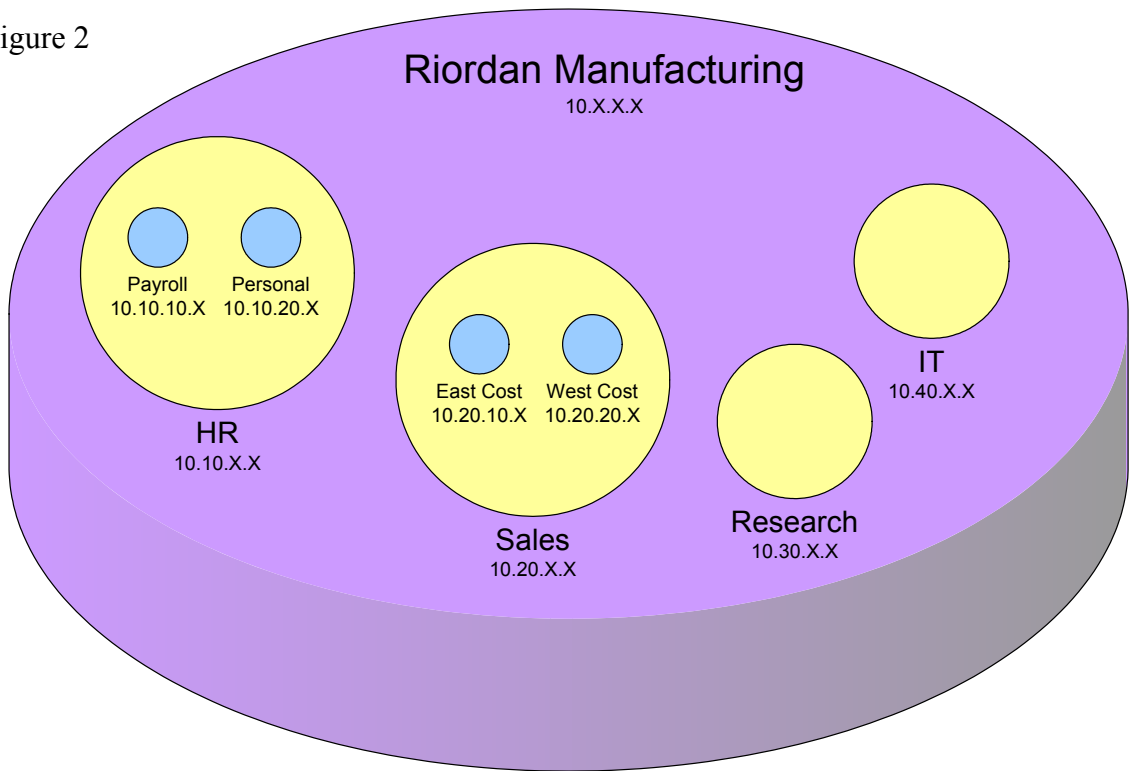 igure 2
Riordan Manufacturing
10.X.X.X
Payroll
10.10.10.X
Personal
10.10.20.X
HR
10.10.X.X
East Cost
10.20.10.X
West Cost
10.20.20.X
Sales
10.20.X.X
Research
10.30.X.X
IT
10.40.X.X